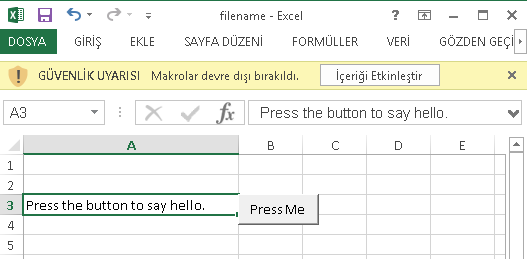 filename - Excel
DOSYA GİRİŞ EKLE SAYFA DÜZENİ FORMÜLLER VERİ GÖZDEN GEÇİ
GÜVENLİK UYARISI Makrolar devre dışı bırakıldı. İçeriği Etkinleştir
A3 fx Press the button to say hello.
A B C D E
1
2
3 Press the button to say hello. Press Me
4
5